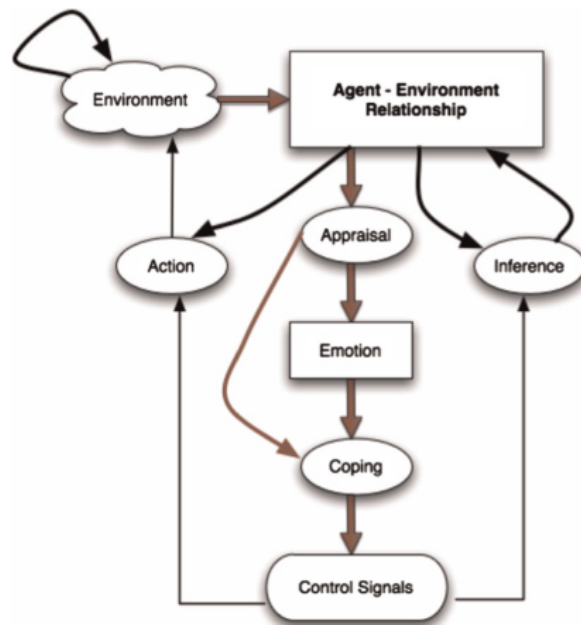 Environment
Agent - Environment
Relationship
Appraisal
Action
Inference
Emotion
Coping
Control Signals